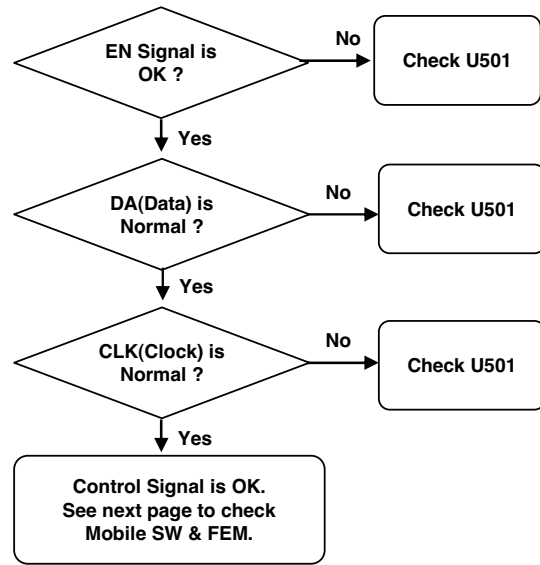 EN Signal is
OK ?
No
Check U501
Yes
DA(Data) is
Normal ?
No
Check U501
Yes
CLK(Clock) is
Normal ?
No
Check U501
Yes
Control Signal is OK.
See next page to check
Mobile SW & FEM.